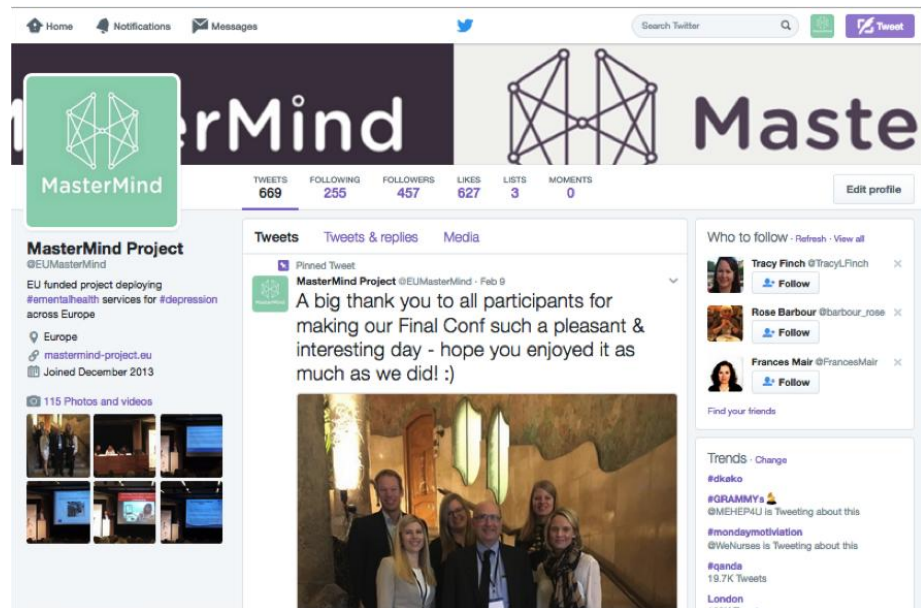 Home Notifications Messages Search Twitter Tweet
rMind Maste
MasterMind
TWEETS FOLLOWING FOLLOWERS LIKES LISTS MOMENTS
669 255 457 627 3 0
Edit profile
MasterMind Project
@EUMasterMind
EU funded project deploying
#ementalhealth services for #depression
across Europe
Europe
mastermind-project.eu
Joined December 2013
115 Photos and videos
Tweets Tweets & replies Media
Pinned Tweet
MasterMind Project @EUMasterMind - Feb 9
A big thank you to all participants for
making our Final Conf such a pleasant &
interesting day - hope you enjoyed it as
much as we did! :)
Who to follow · Refresh · View all
Tracy Finch @TracyLFinch
Follow
Rose Barbour @barbour_rose
Follow
Frances Mair @FrancesMair
Follow
Find your friends
Trends · Change
#dkøko
#GRAMMYs
@MEHEP4U is Tweeting about this
#mondaymotiviation
@WeNurses is Tweeting about this
#qanda
19.7K Tweets
London